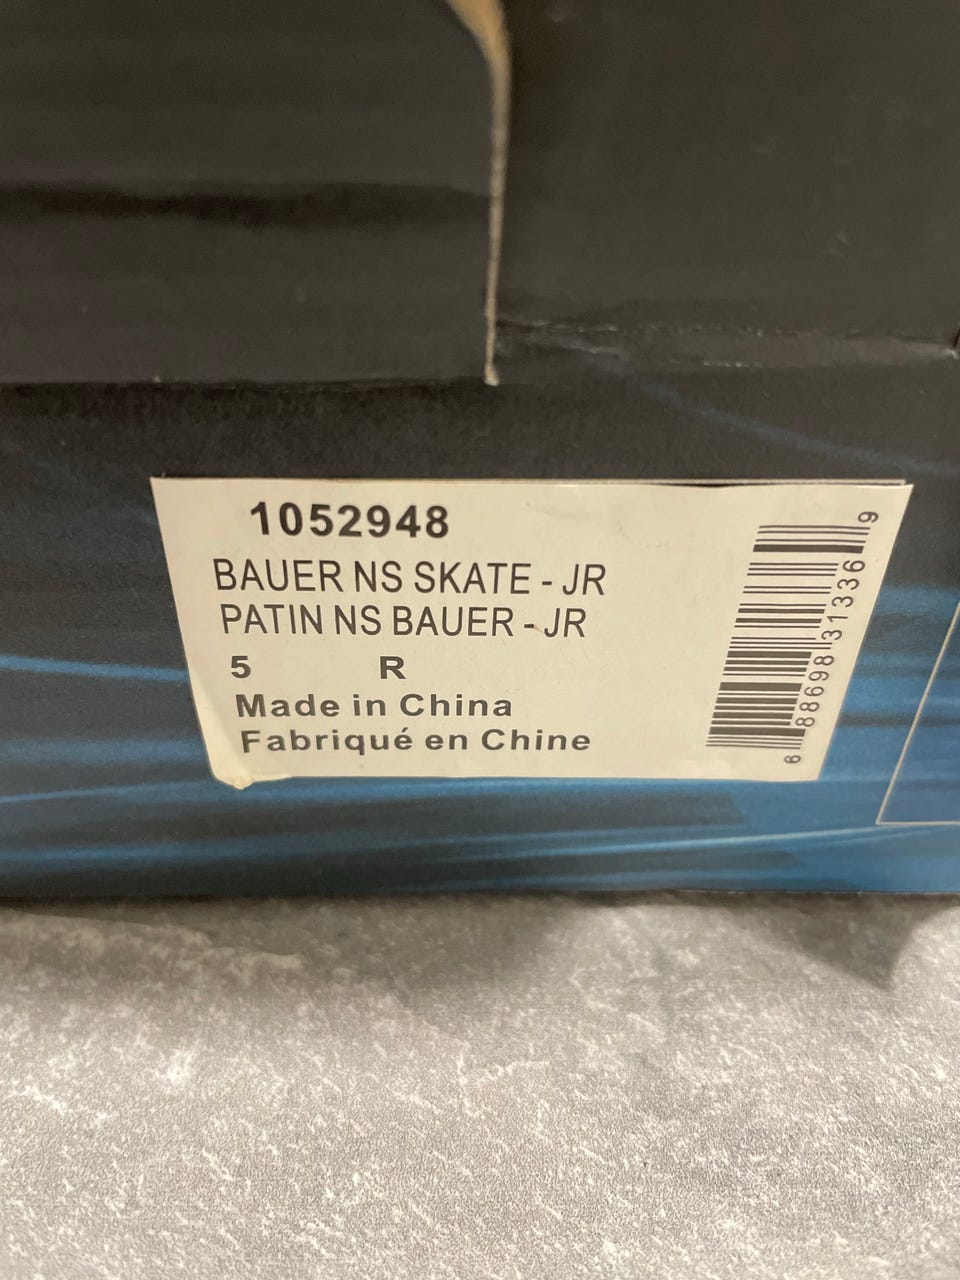 1052948
BAUER NS SKATE - JR
PATIN NS BAUER - JR
5 R
Made in China
Fabriqué en Chine
6 88698 31336 9